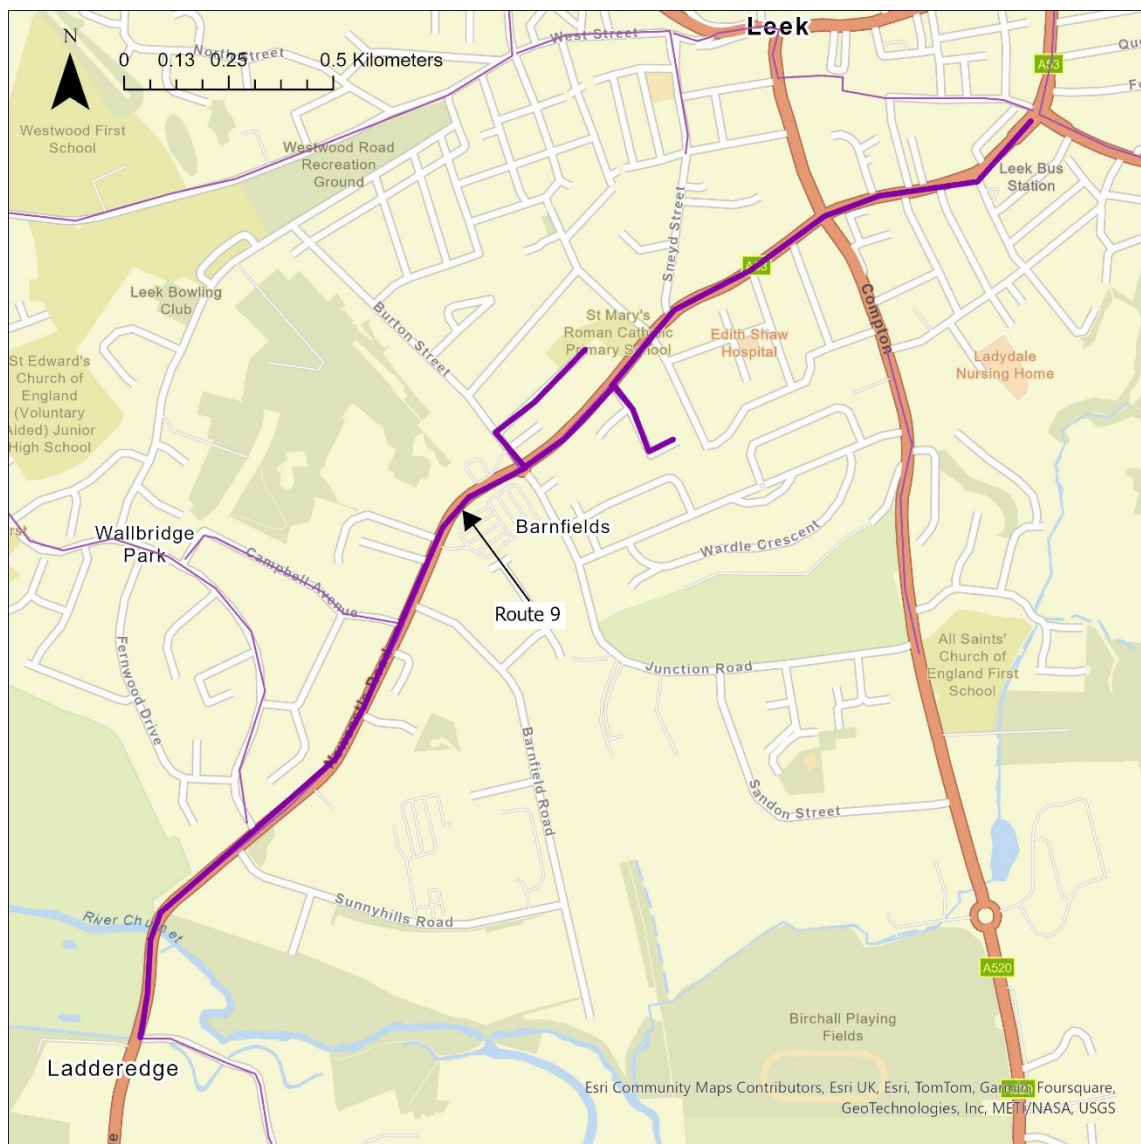 Leek
N
North Street
0 0.13 0.25 0.5 Kilometers
West Street
A53
Westwood First
School
Westwood Road
Recreation
Ground
Leek Bus
Station
Sneyd Street
A53
Leek Bowling
Club
Burton Street
St Mary's
Roman Catholic
Primary School
Edith Shaw
Hospital
Compton
Ladydale
Nursing Home
St Edward's
Church of
England
(Voluntary
Aided) Junior
High School
Wallbridge
Park
Barnfields
Wardle Crescent
Campbell Avenue
Route 9
Fernwood Drive
Newcastle Road
Junction Road
All Saints'
Church of
England First
School
Barnfield Road
Sandon Street
Sunnyhills Road
River Churnet
A520
Birchall Playing
Fields
Ladderedge
Esri Community Maps Contributors, Esri UK, Esri, TomTom, Garmin, Foursquare,
GeoTechnologies, Inc, METI/NASA, USGS